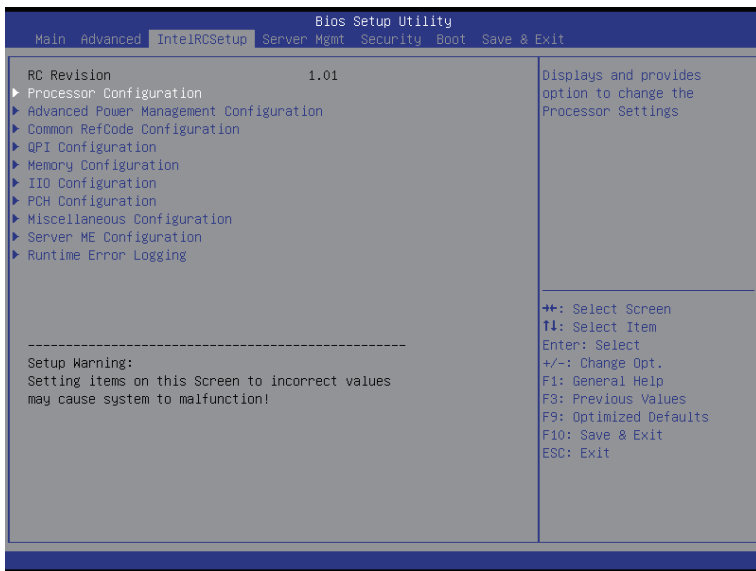 Bios Setup Utility
Main Advanced IntelRCSetup Server Mgmt Security Boot Save & Exit
RC Revision 1.01
Processor Configuration
Advanced Power Management Configuration
Common RefCode Configuration
QPI Configuration
Memory Configuration
IIO Configuration
PCH Configuration
Miscellaneous Configuration
Server ME Configuration
Runtime Error Logging
--------------------------------------------------
Setup Warning:
Setting items on this Screen to incorrect values
may cause system to malfunction!
Displays and provides
option to change the
Processor Settings
→←: Select Screen
↑↓: Select Item
Enter: Select
+/-: Change Opt.
F1: General Help
F3: Previous Values
F9: Optimized Defaults
F10: Save & Exit
ESC: Exit